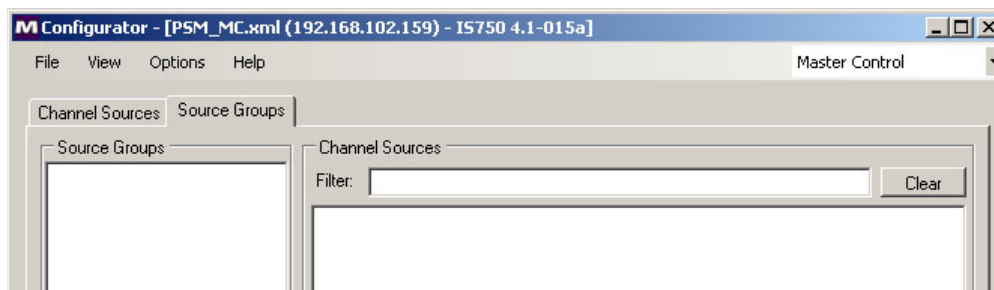 M Configurator - [PSM_MC.xml (192.168.102.159) - IS750 4.1-015a]
File View Options Help Master Control
Channel Sources Source Groups
Source Groups Channel Sources
Filter: Clear